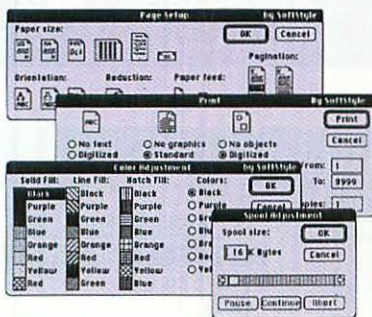 Page Setup by SoftStyle
Paper size:
OK Cancel
Pagination:
Orientation: Reduction: Paper feed:
Print By SoftStyle
Print
No text No graphics No objects
Digitized Standard Digitized
Cancel
From: 1
To: 9999
Copies: 1
Color Adjustment by SoftStyle
Solid Fill: Line Fill: Hatch Fill: Colors:
Black Black Black Black
Purple Purple Purple Purple
Green Green Green
Blue Blue Blue
Orange Orange Orange
Red Red Red
Yellow Yellow Yellow
Red Green Blue
OK
Cancel
Spool Adjustment
Spool size:
16 K Bytes
OK
Cancel
Pause Continue Abort